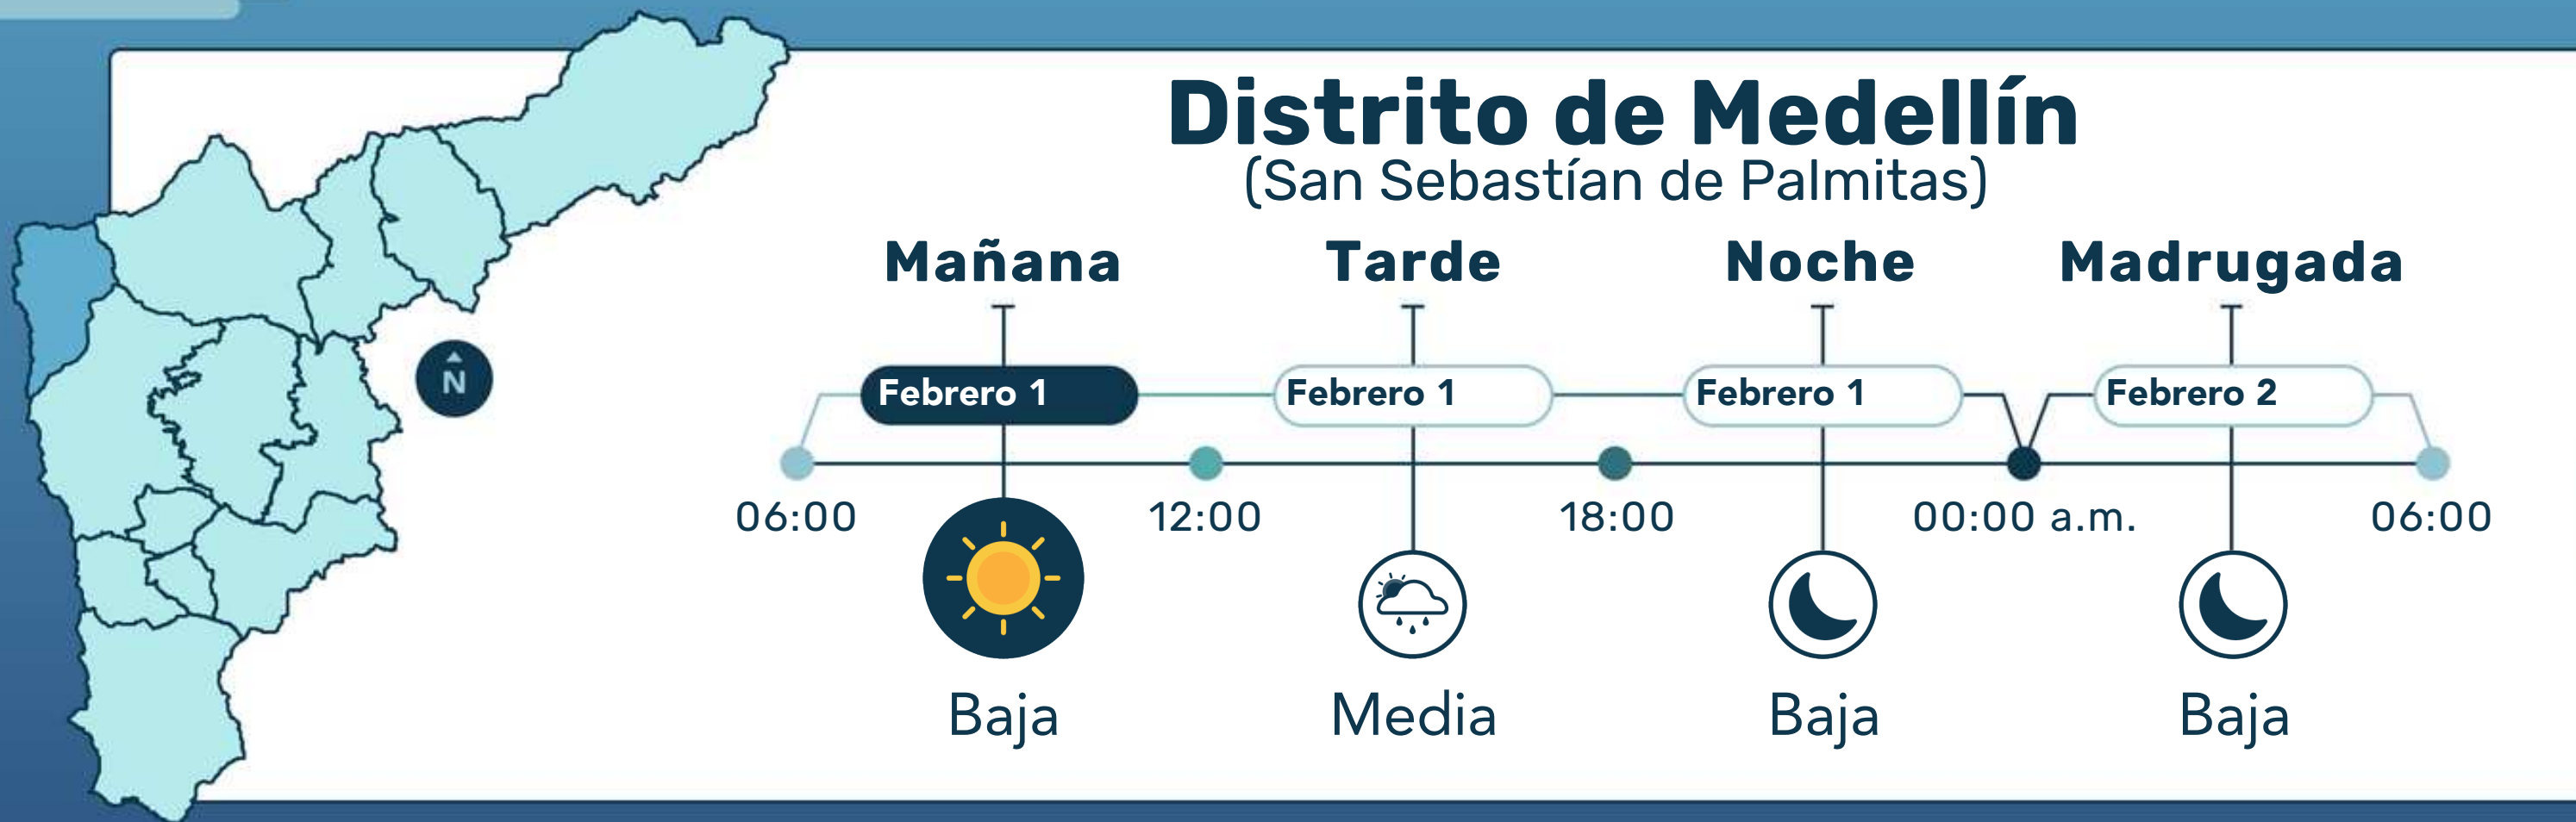 Distrito de Medellín
(San Sebastían de Palmitas)
Mañana Tarde Noche Madrugada
Febrero 1 Febrero 1 Febrero 1 Febrero 2
N
06:00 12:00 18:00 00:00 a.m. 06:00
Baja Media Baja Baja